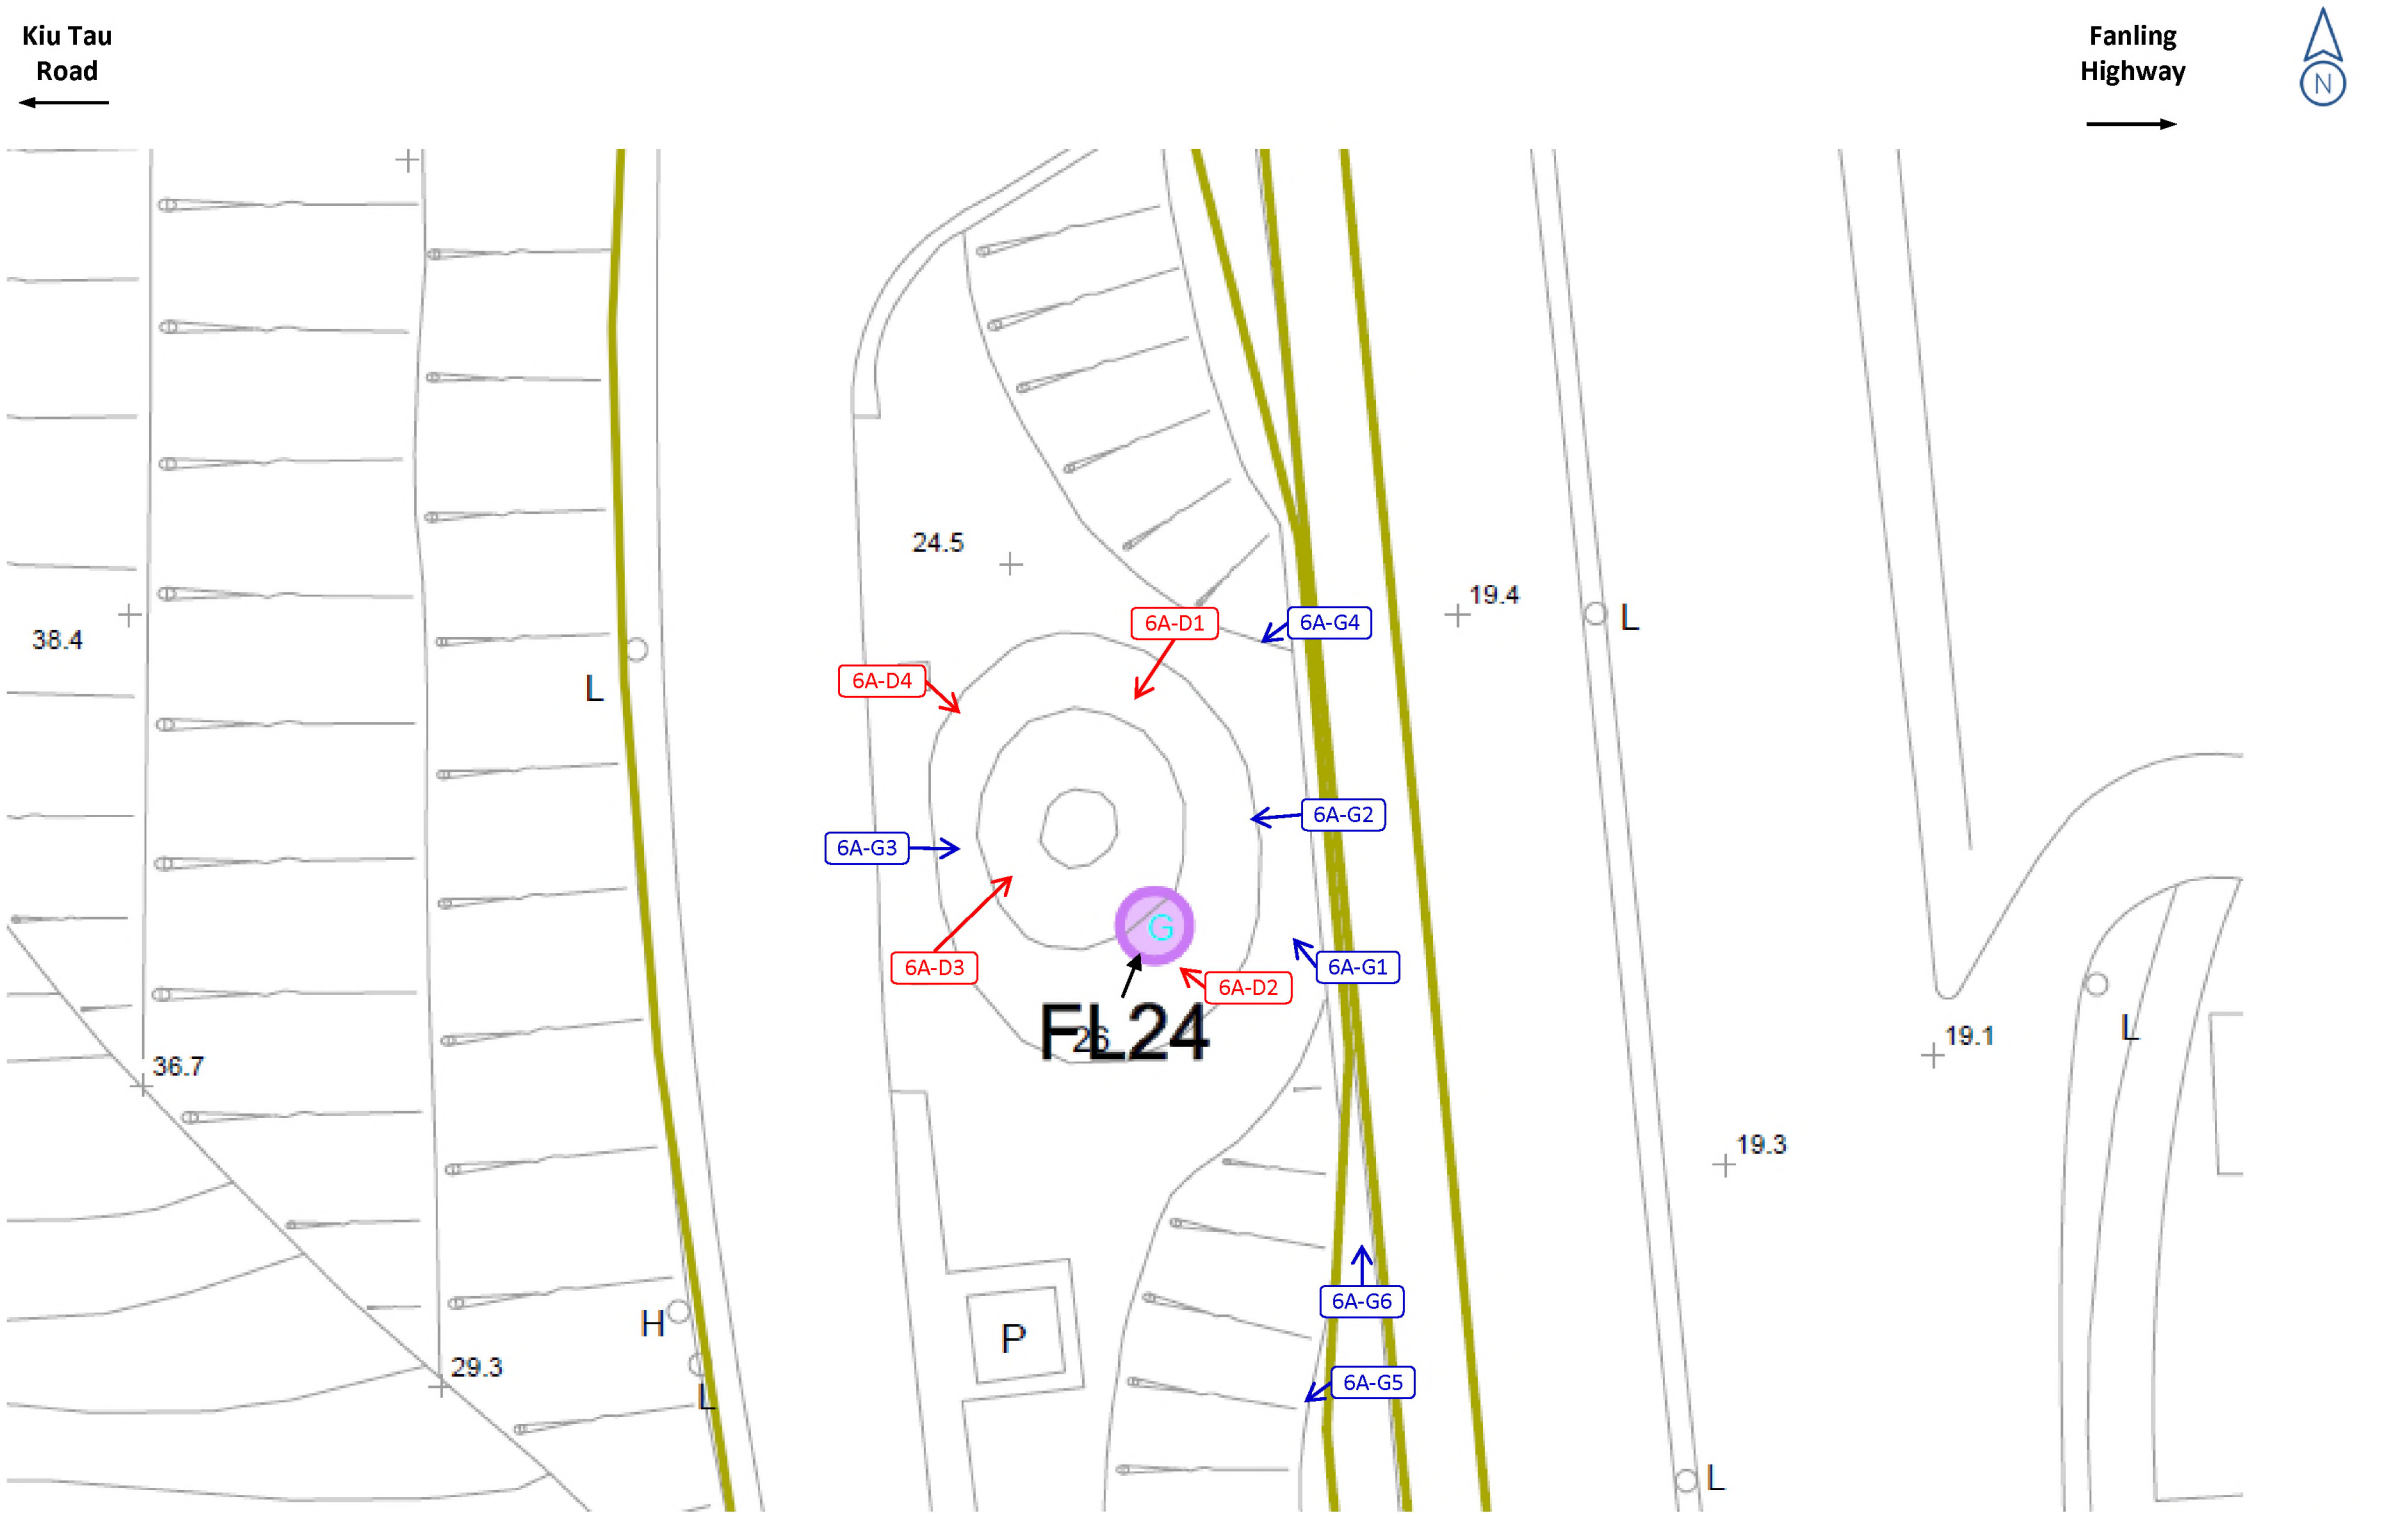 Kiu Tau
Road
Fanling
Highway
N
24.5
19.4
L
38.4
6A-D1
6A-G4
6A-D4
L
6A-G2
6A-G3
G
6A-D3
6A-G1
6A-D2
FL24
26
L
19.1
36.7
19.3
6A-G6
H
P
29.3
6A-G5
L
L